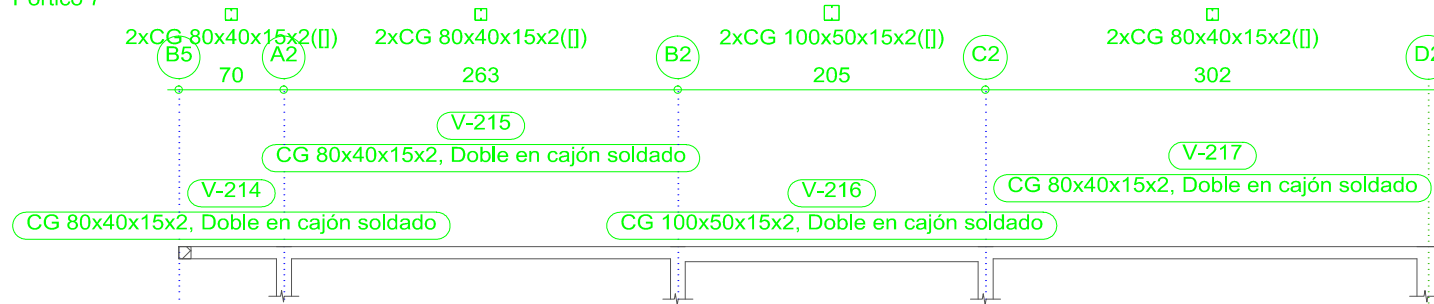 Pórtico 7
2xCG 80x40x15x2([]) 2xCG 80x40x15x2([]) 2xCG 100x50x15x2([]) 2xCG 80x40x15x2([])
B5 A2 B2 C2 D2
70 263 205 302
V-215
CG 80x40x15x2, Doble en cajón soldado
V-217
CG 80x40x15x2, Doble en cajón soldado
V-214 V-216
CG 80x40x15x2, Doble en cajón soldado CG 100x50x15x2, Doble en cajón soldado